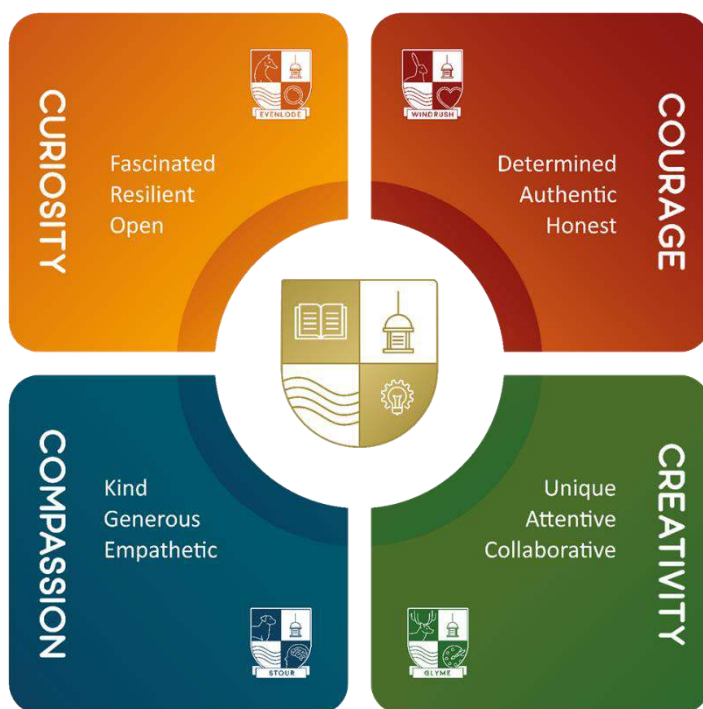 CURIOSITY
EVENLODE
Fascinated
Resilient
Open
WINDRUSH
COURAGE
Determined
Authentic
Honest
COMPASSION
Kind
Generous
Empathetic
STOUR
CREATIVITY
Unique
Attentive
Collaborative
GLYME